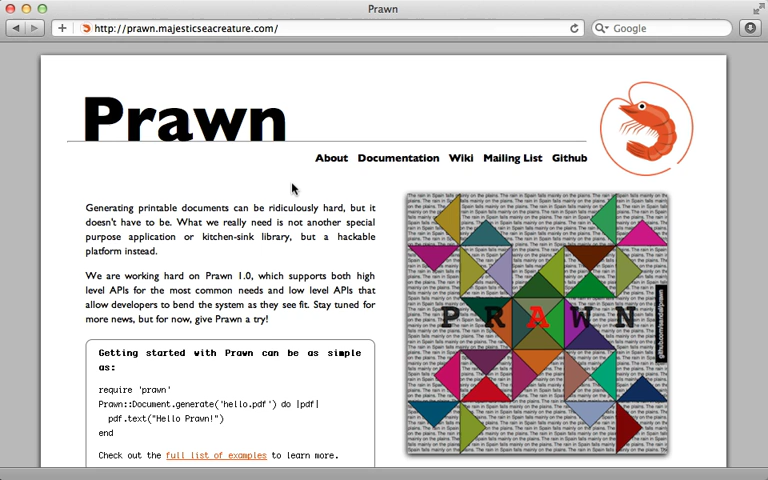 Prawn
http://prawn.majesticseacreature.com/
Google
Prawn
About Documentation Wiki Mailing List Github
Generating printable documents can be ridiculously hard, but it
doesn't have to be. What we really need is not another special
purpose application or kitchen-sink library, but a hackable
platform instead.
We are working hard on Prawn 1.0, which supports both high
level APIs for the most common needs and low level APIs that
allow developers to bend the system as they see fit. Stay tuned for
more news, but for now, give Prawn a try!
Getting started with Prawn can be as simple
as:
require 'prawn'
Prawn::Document.generate('hello.pdf') do |pdf|
pdf.text("Hello Prawn!")
end
Check out the full list of examples to learn more.
PRAWN
github.com/sandal/prawn